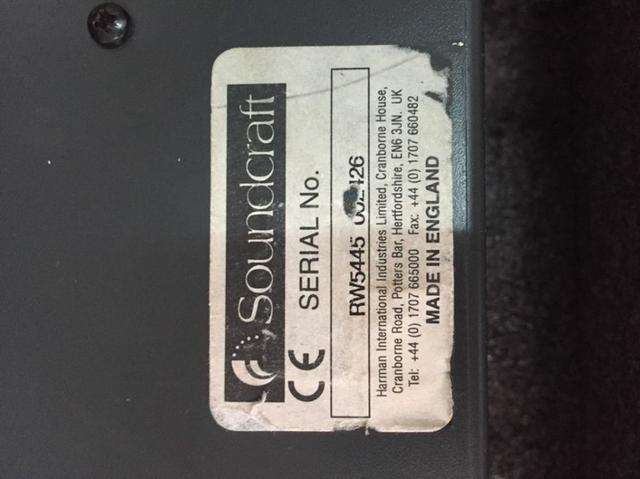 Soundcraft
CE SERIAL No.
RW5445
Harman International Industries Limited, Cranborne House,
Cranborne Road, Potters Bar, Hertfordshire, EN6 3JN. UK
Tel: +44 (0) 1707 665000 Fax: +44 (0) 1707 660482
MADE IN ENGLAND